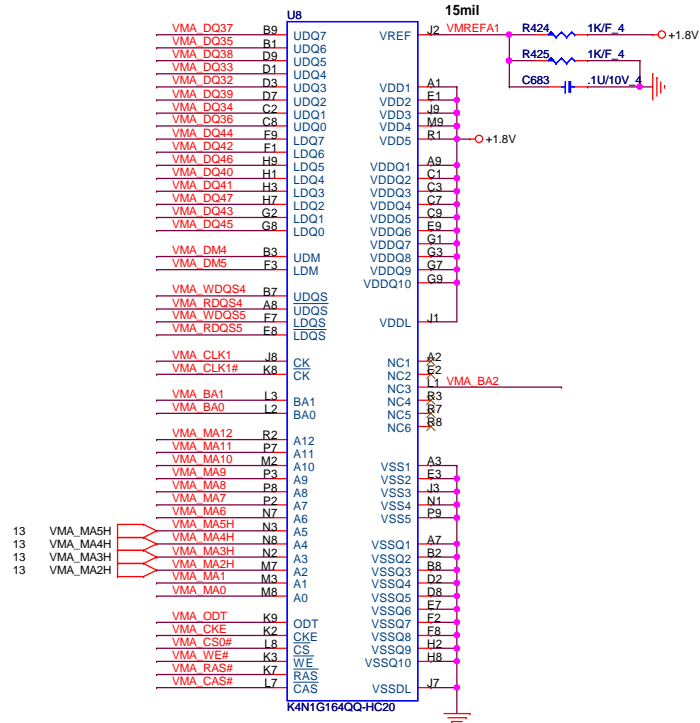 U8
15mil
VMA_DQ37 B9 UDQ7
VMA_DQ35 B1 UDQ6
VMA_DQ38 D9 UDQ5
VMA_DQ33 D1 UDQ4
VMA_DQ32 D3 UDQ3
VMA_DQ39 D7 UDQ2
VMA_DQ34 C2 UDQ1
VMA_DQ36 C8 UDQ0
VMA_DQ44 F9 LDQ7
VMA_DQ42 F1 LDQ6
VMA_DQ46 H9 LDQ5
VMA_DQ40 H1 LDQ4
VMA_DQ41 H3 LDQ3
VMA_DQ47 H7 LDQ2
VMA_DQ43 G2 LDQ1
VMA_DQ45 G8 LDQ0
VMA_DM4 B3 UDM
VMA_DM5 F3 LDM
VMA_WDQS4 B7 UDQS
VMA_RDQS4 A8 UDQS
VMA_WDQS5 F7 LDQS
VMA_RDQS5 E8 LDQS
VMA_CLK1 J8 CK
VMA_CLK1# K8 CK
VMA_BA1 L3 BA1
VMA_BA0 L2 BA0
VMA_MA12 R2 A12
VMA_MA11 P7 A11
VMA_MA10 M2 A10
VMA_MA9 P3 A9
VMA_MA8 P8 A8
VMA_MA7 P2 A7
VMA_MA6 N7 A6
13 VMA_MA5H VMA_MA5H N3 A5
13 VMA_MA4H VMA_MA4H N8 A4
13 VMA_MA3H VMA_MA3H N2 A3
13 VMA_MA2H VMA_MA2H M7 A2
VMA_MA1 M3 A1
VMA_MA0 M8 A0
VMA_ODT K9 ODT
VMA_CKE K2 CKE
VMA_CS0# L8 CS
VMA_WE# K3 WE
VMA_RAS# K7 RAS
VMA_CAS# L7 CAS
VREF J2 VMREFA1
R424 1K/F_4 +1.8V
R425 1K/F_4
C683 .1U/10V_4
VDD1 A1
VDD2 E1
VDD3 J9
VDD4 M9
VDD5 R1 +1.8V
VDDQ1 A9
VDDQ2 C1
VDDQ3 C3
VDDQ4 C7
VDDQ5 C9
VDDQ6 E9
VDDQ7 G1
VDDQ8 G3
VDDQ9 G7
VDDQ10 G9
VDDL J1
NC1 A2
NC2 E2
NC3 L1 VMA_BA2
NC4 R3
NC5 R7
NC6 R8
VSS1 A3
VSS2 E3
VSS3 J3
VSS4 N1
VSS5 P9
VSSQ1 A7
VSSQ2 B2
VSSQ3 B8
VSSQ4 D2
VSSQ5 D8
VSSQ6 E7
VSSQ7 F2
VSSQ8 F8
VSSQ9 H2
VSSQ10 H8
VSSDL J7
K4N1G164QQ-HC20